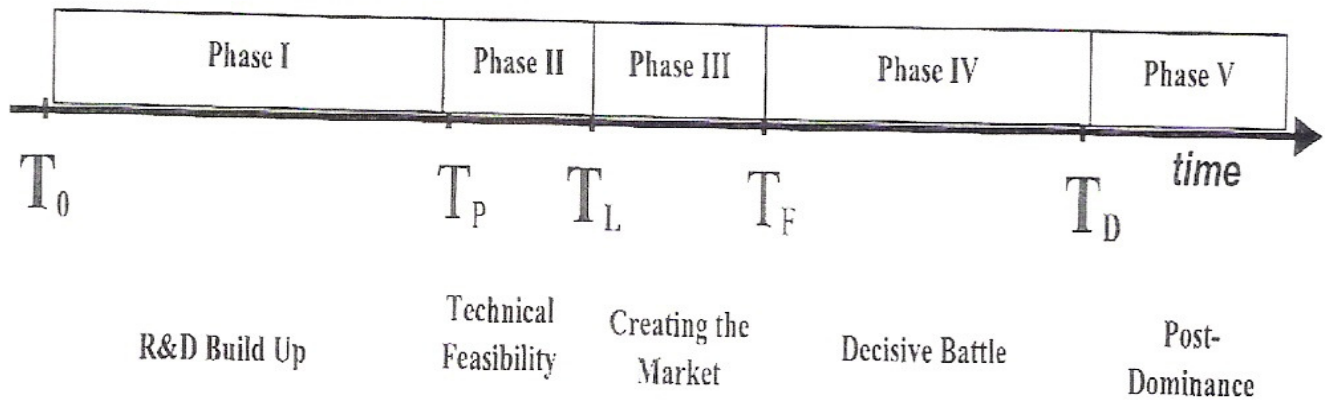 Phase I
Phase II
Phase III
Phase IV
Phase V
time
T0
TP
TL
TF
TD
R&D Build Up
Technical
Feasibility
Creating the
Market
Decisive Battle
Post-
Dominance